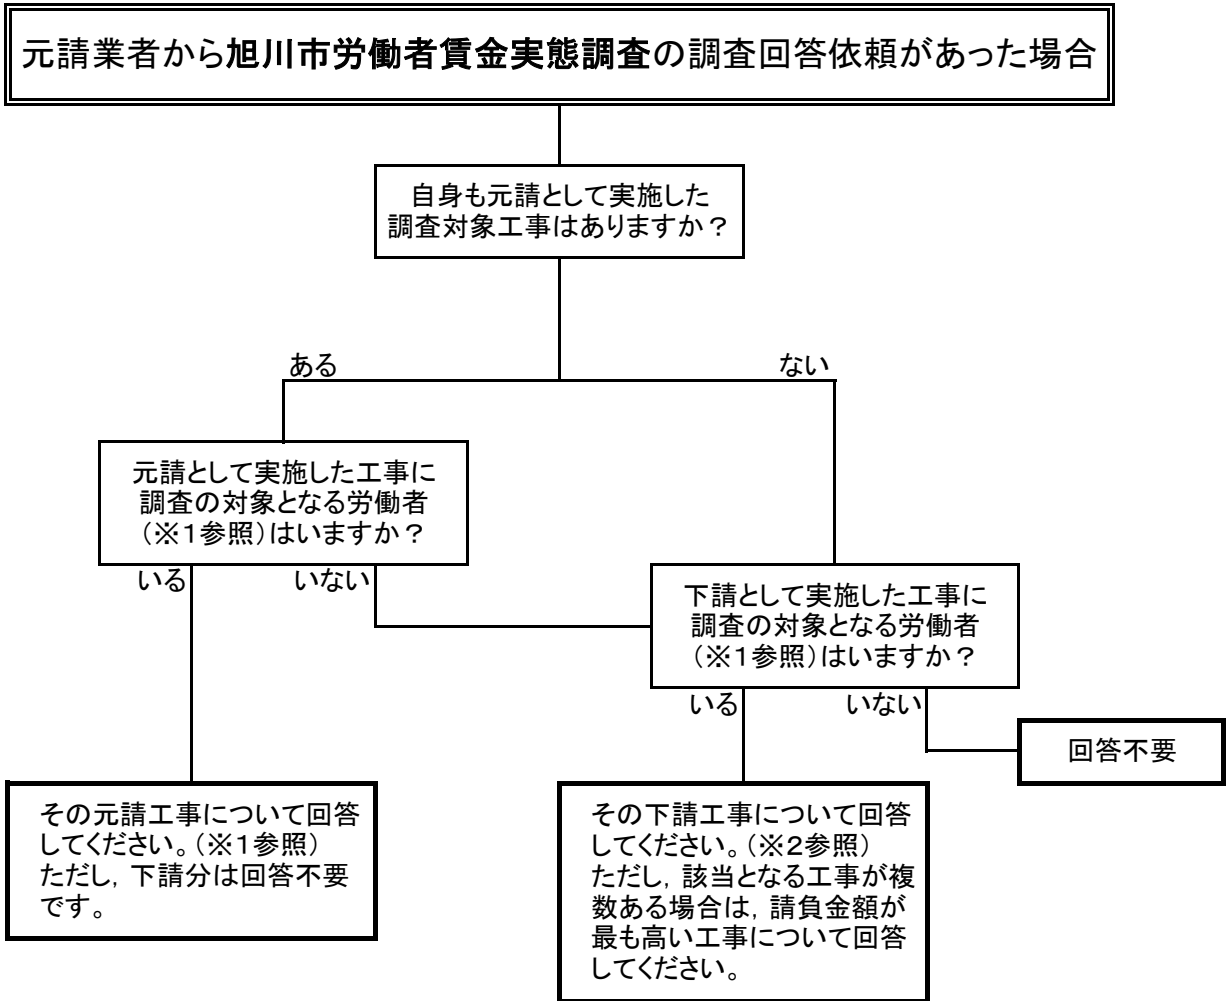 元請業者から旭川市労働者賃金実態調査の調査回答依頼があった場合
自身も元請として実施した
調査対象工事はありますか？
ある
ない
元請として実施した工事に
調査の対象となる労働者
（※１参照）はいますか？
いる
いない
下請として実施した工事に
調査の対象となる労働者
（※１参照）はいますか？
いる
いない
回答不要
その元請工事について回答
してください。（※１参照）
ただし，下請分は回答不要
です。
その下請工事について回答
してください。（※２参照）
ただし，該当となる工事が複
数ある場合は，請負金額が
最も高い工事について回答
してください。